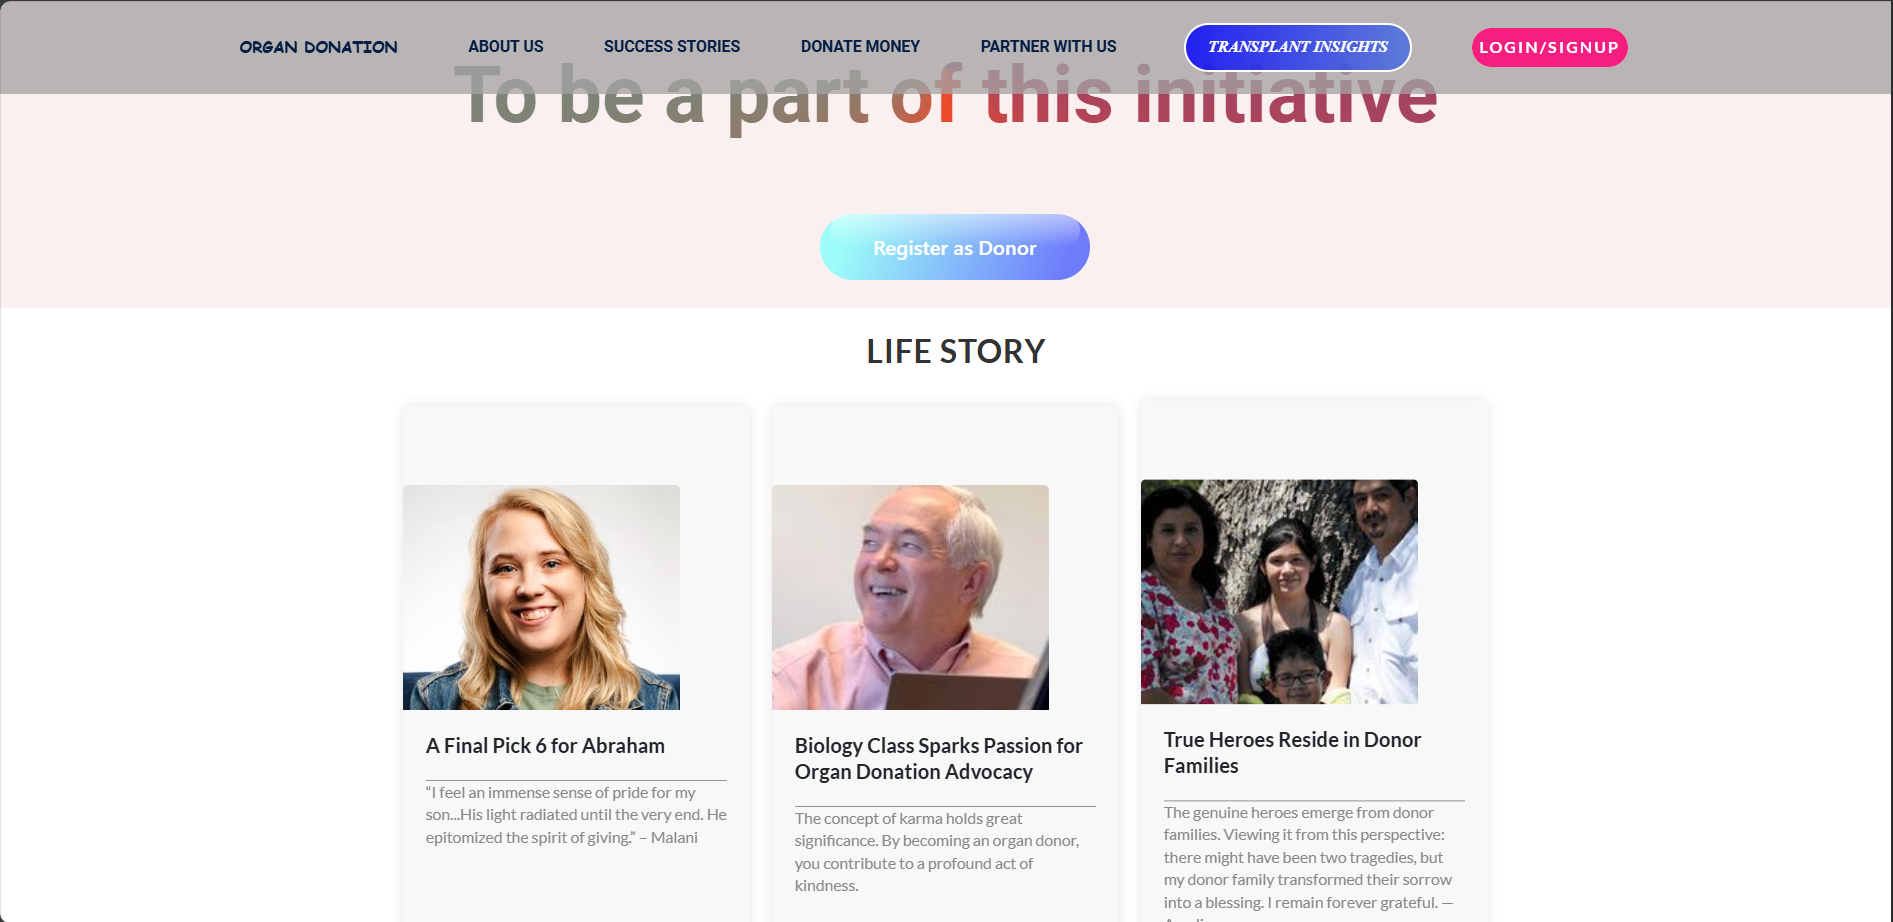 ORGAN DONATION ABOUT US SUCCESS STORIES DONATE MONEY PARTNER WITH US TRANSPLANT INSIGHTS LOGIN/SIGNUP
To be a part of this initiative
Register as Donor
LIFE STORY
A Final Pick 6 for Abraham
“I feel an immense sense of pride for my
son...His light radiated until the very end. He
epitomized the spirit of giving.” – Malani
Biology Class Sparks Passion for
Organ Donation Advocacy
The concept of karma holds great
significance. By becoming an organ donor,
you contribute to a profound act of
kindness.
True Heroes Reside in Donor
Families
The genuine heroes emerge from donor
families. Viewing it from this perspective:
there might have been two tragedies, but
my donor family transformed their sorrow
into a blessing. I remain forever grateful. —